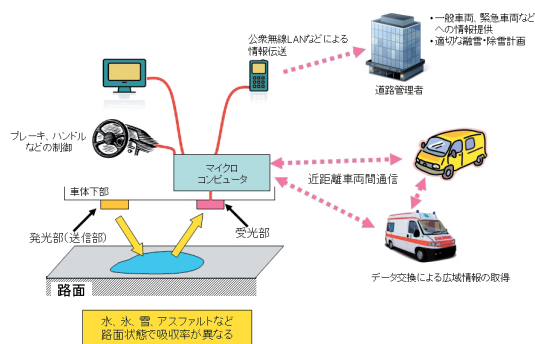 公衆無線LANなどによる
情報伝送
・一般車両、緊急車両など
への情報提供
・適切な融雪・除雪計画
道路管理者
ブレーキ、ハンドル
などの制御
マイクロ
コンピュータ
近距離車両間通信
車体下部
発光部(送信部)
受光部
データ交換による広域情報の取得
路面
水、氷、雪、アスファルトなど
路面状態で吸収率が異なる